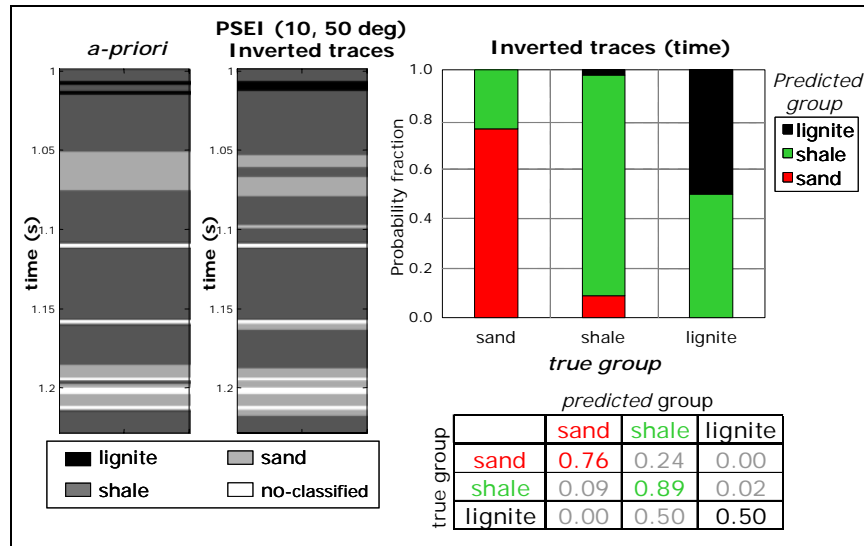 a-priori
PSEI (10, 50 deg)
Inverted traces
time (s)
1
1.05
1.1
1.15
1.2
time (s)
1
1.05
1.1
1.15
1.2
lignite
sand
shale
no-classified
Inverted traces (time)
Probability fraction
1.0
0.8
0.6
0.4
0.2
0.0
sand shale lignite
true group
Predicted
group
lignite
shale
sand
predicted group
true group
sand shale lignite
sand 0.76 0.24 0.00
shale 0.09 0.89 0.02
lignite 0.00 0.50 0.50